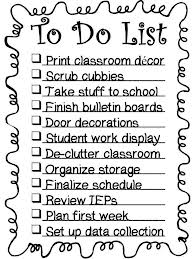 To Do List
Print classroom décor
Scrub cubbies
Take stuff to school
Finish bulletin boards
Door decorations
Student work display
De-clutter classroom
Organize storage
Finalize schedule
Review IEPs
Plan first week
Set up data collection